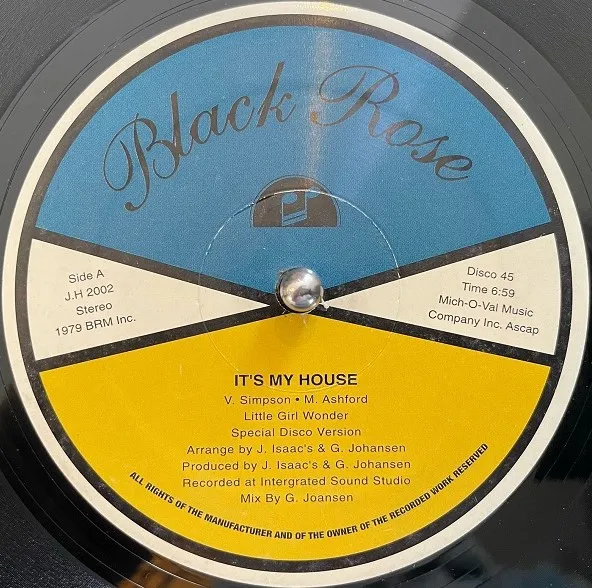 Black Rose
Side A
J.H 2002
Stereo
1979 BRM Inc.
Disco 45
Time 6:59
Mich-O-Val Music
Company Inc. Ascap
IT'S MY HOUSE
V. Simpson • M. Ashford
Little Girl Wonder
Special Disco Version
Arrange by J. Isaac's & G. Johansen
Produced by J. Isaac's & G. Johansen
Recorded at Intergrated Sound Studio
Mix By G. Joansen
ALL RIGHTS OF THE MANUFACTURER AND OF THE OWNER OF THE RECORDED WORK RESERVED